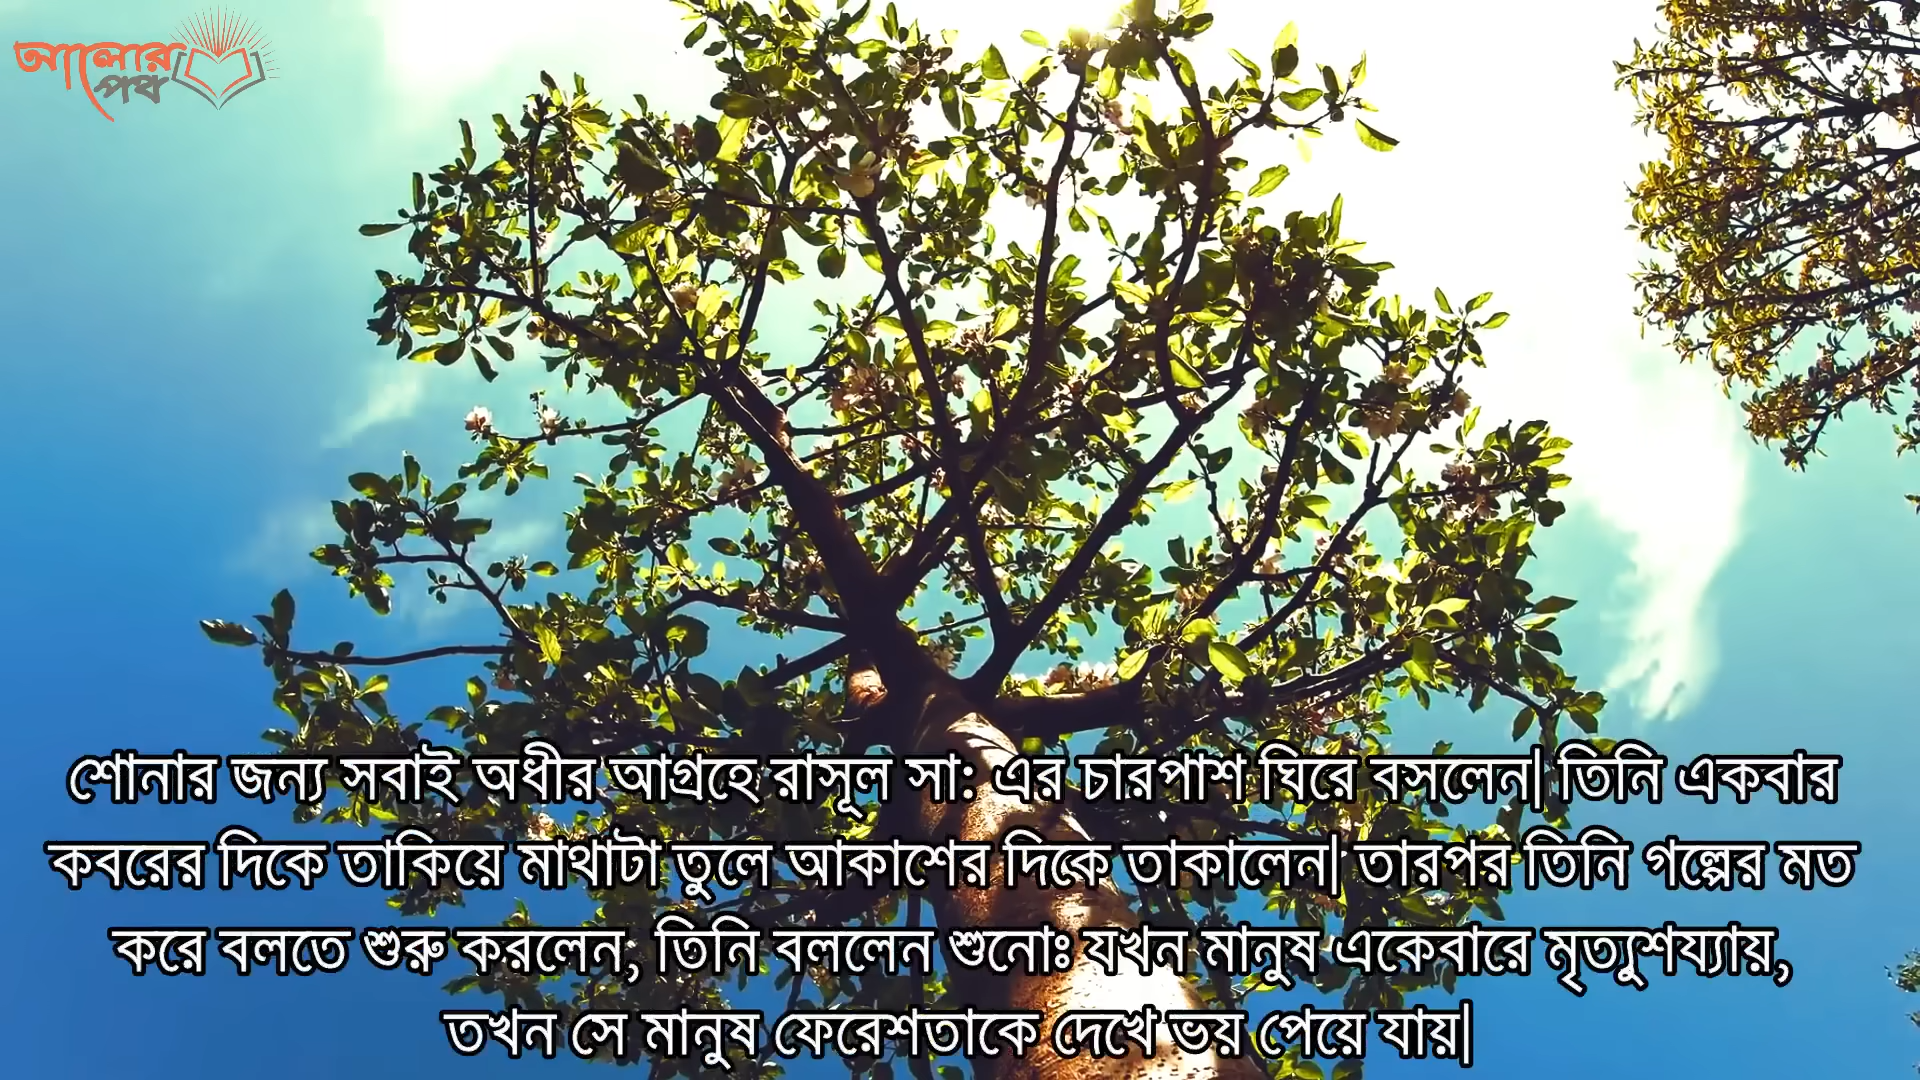 আলোর
পথ
শোনার জন্য সবাই অধীর আগ্রহে রাসূল সা: এর চারপাশ ঘিরে বসলেন| তিনি একবার
কবরের দিকে তাকিয়ে মাথাটা তুলে আকাশের দিকে তাকালেন| তারপর তিনি গল্পের মত
করে বলতে শুরু করলেন, তিনি বললেন শুনোঃ যখন মানুষ একেবারে মৃত্যুশয্যায়,
তখন সে মানুষ ফেরেশতাকে দেখে ভয় পেয়ে যায়|